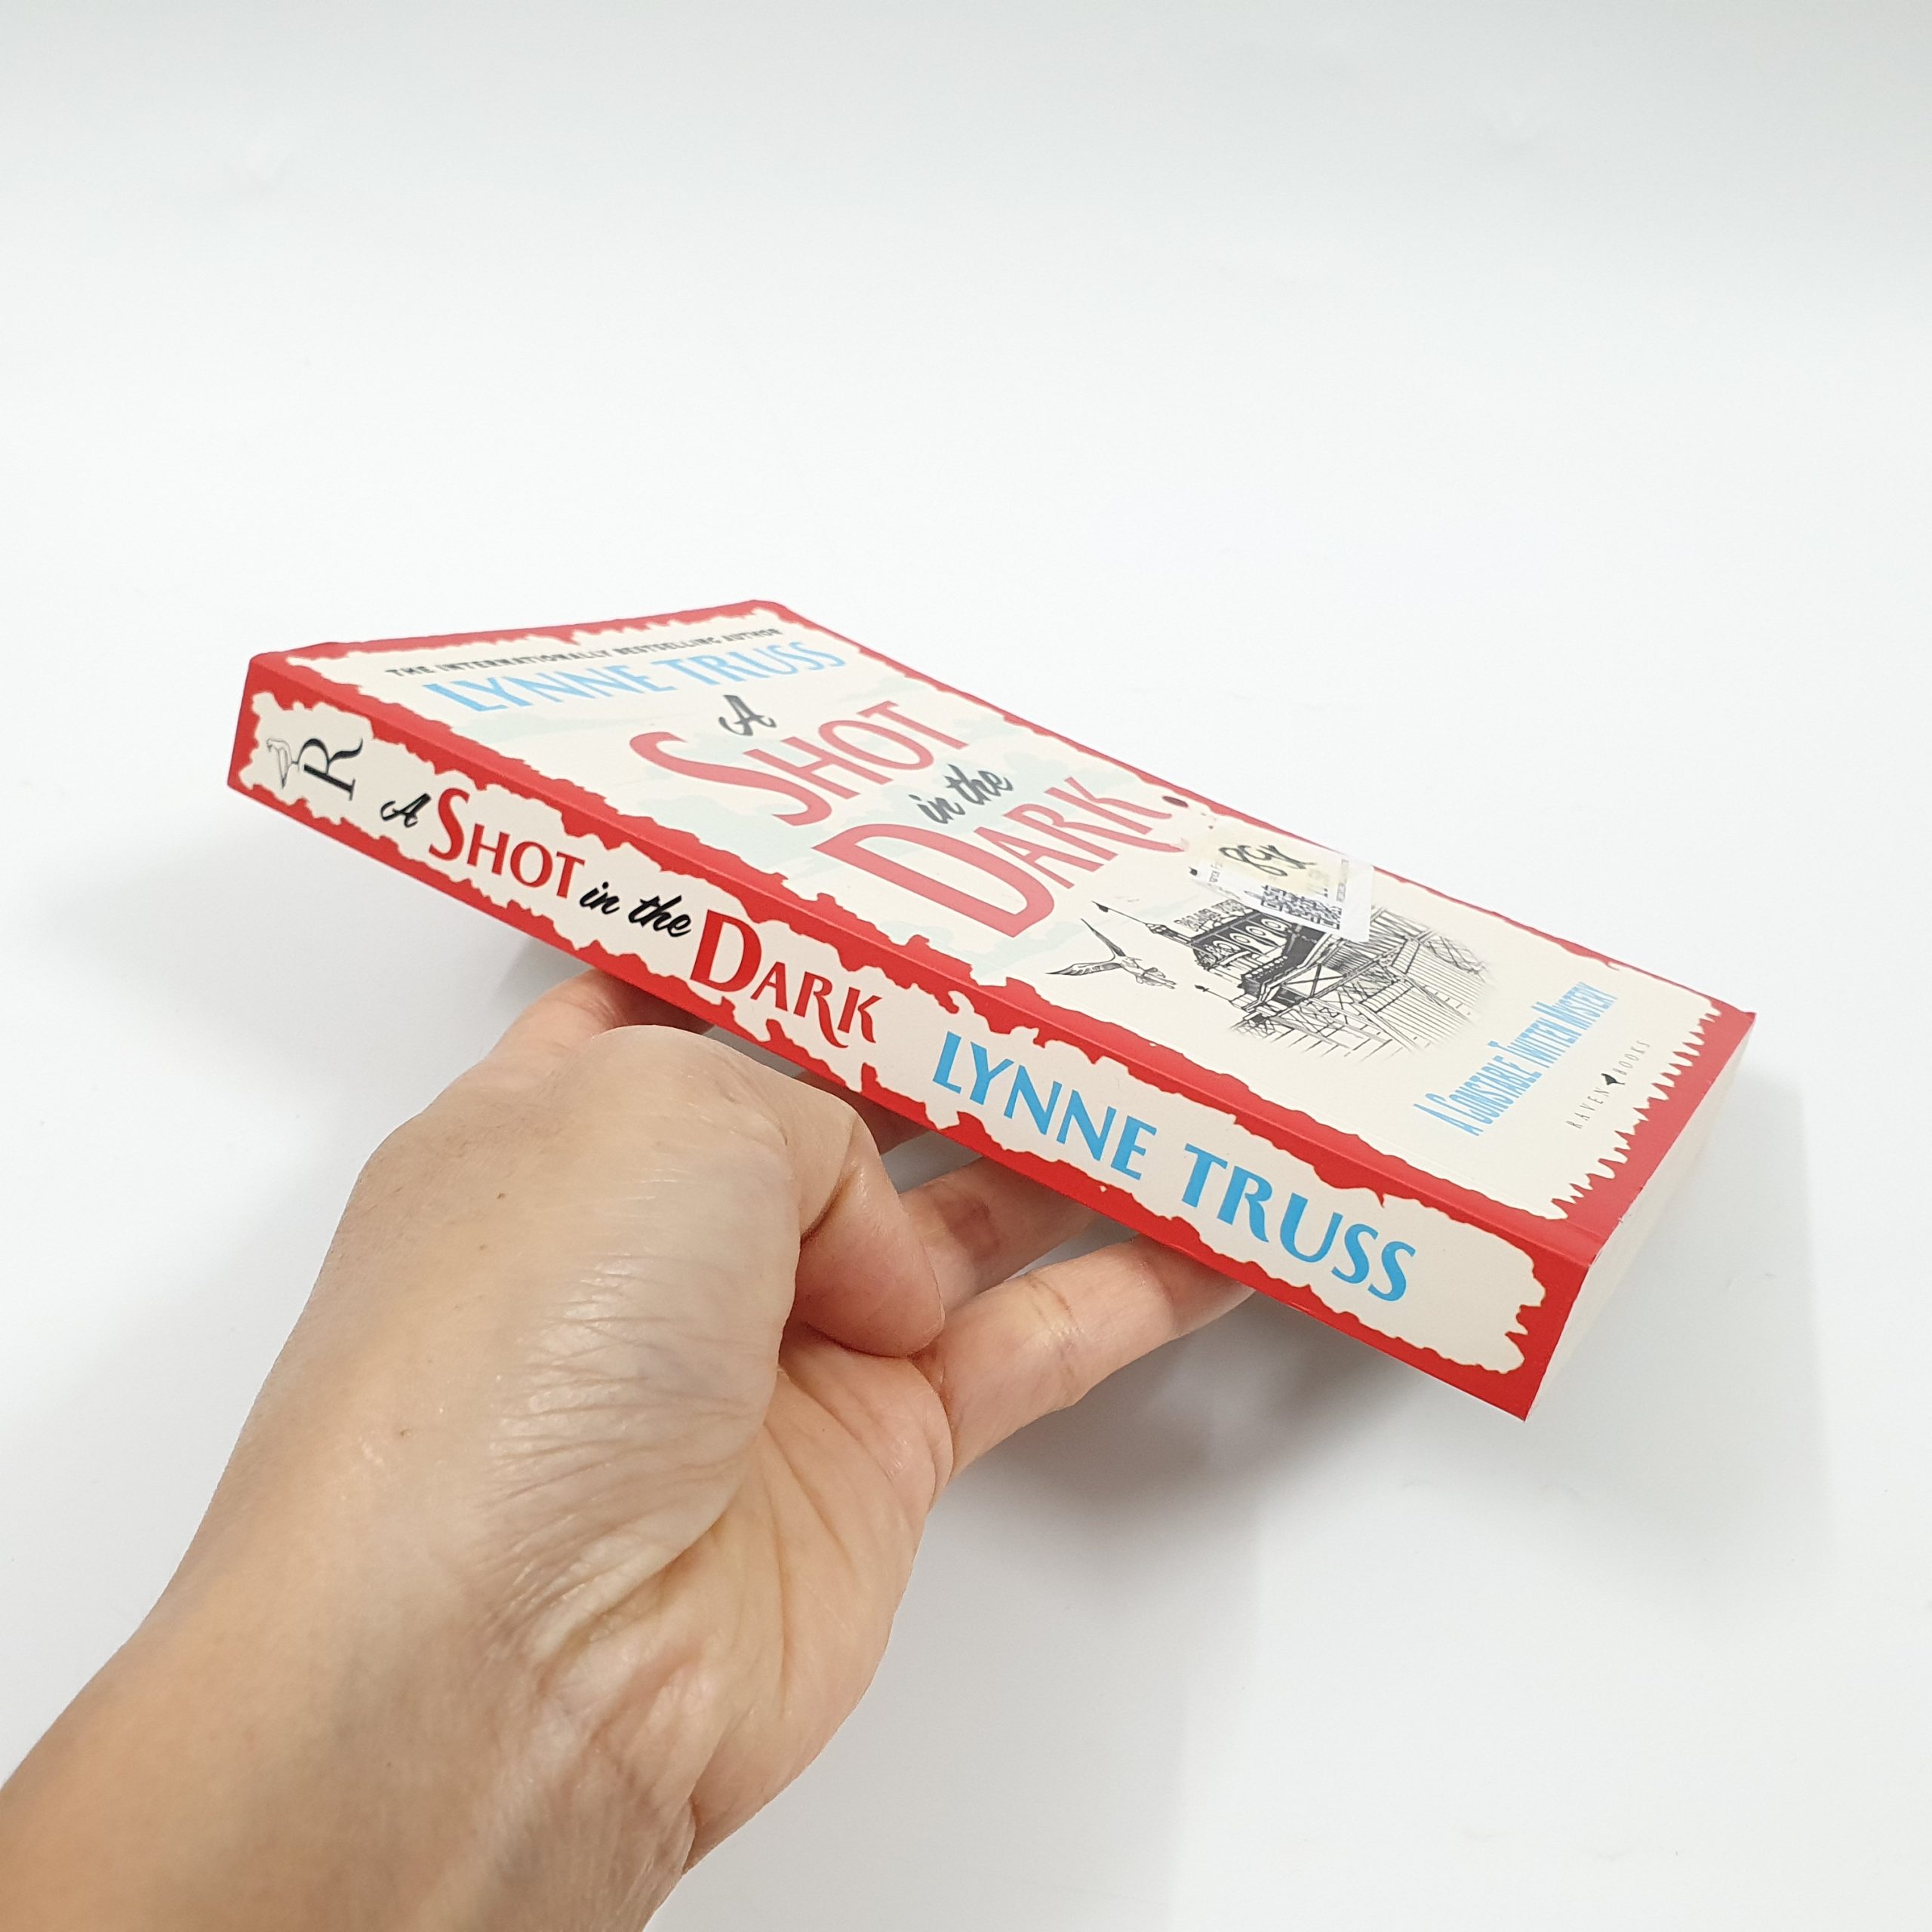 THE INTERNATIONALLY BESTSELLING AUTHOR
LYNNE TRUSS
A
SHOT
in the
DARK
A CONSTABLE TWITTEN MYSTERY
RAVEN BOOKS
R A SHOT in the DARK LYNNE TRUSS